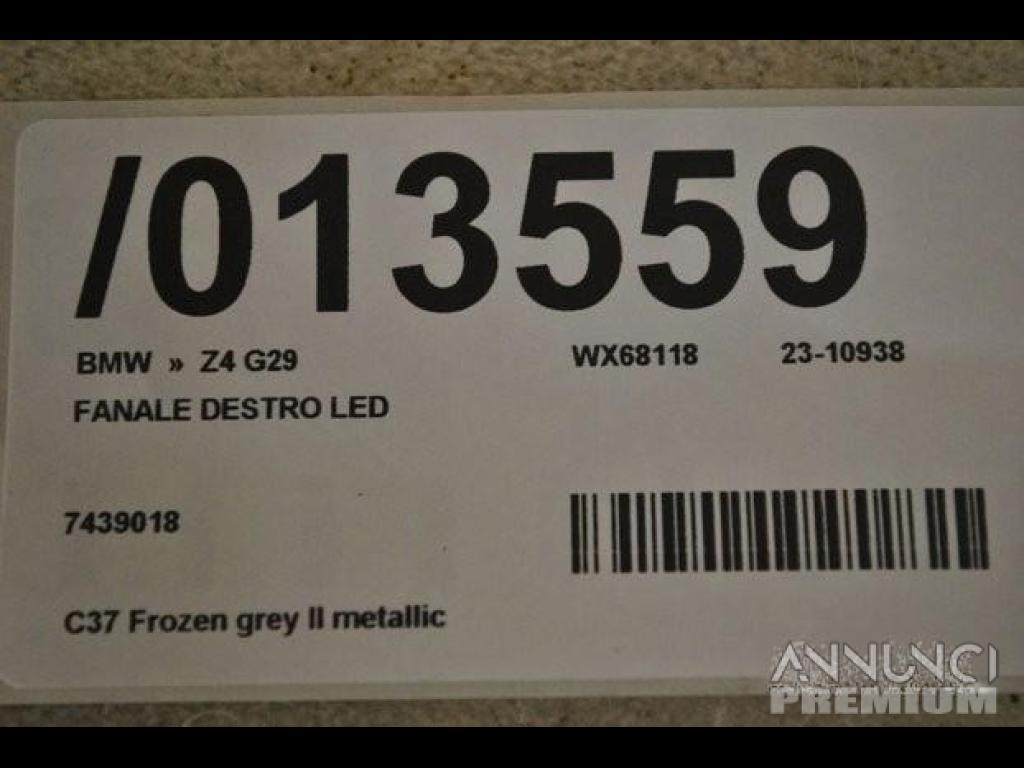 /013559
BMW » Z4 G29 WX68118 23-10938
FANALE DESTRO LED
7439018
C37 Frozen grey II metallic
ANNUNCI
PREMIUM